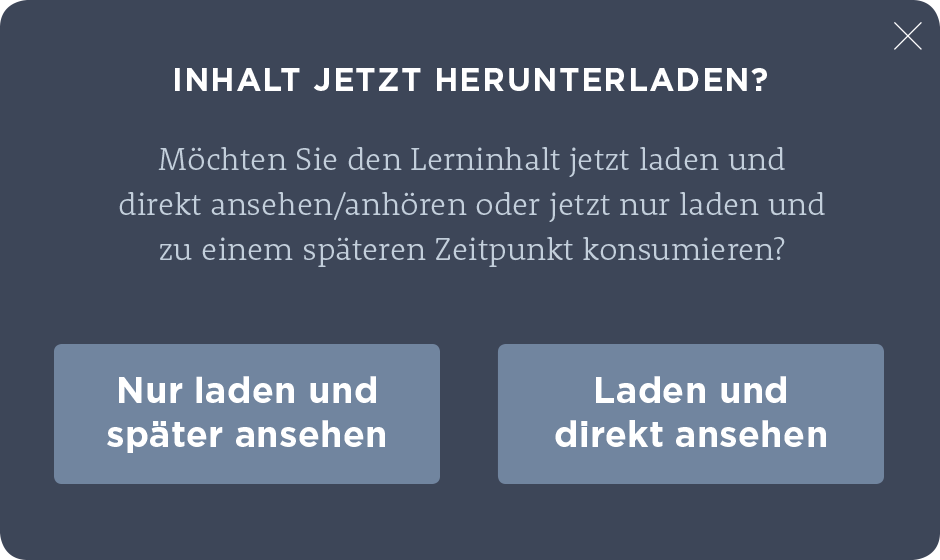 INHALT JETZT HERUNTERLADEN?
Möchten Sie den Lerninhalt jetzt laden und
direkt ansehen/anhören oder jetzt nur laden und
zu einem späteren Zeitpunkt konsumieren?
Nur laden und
später ansehen
Laden und
direkt ansehen